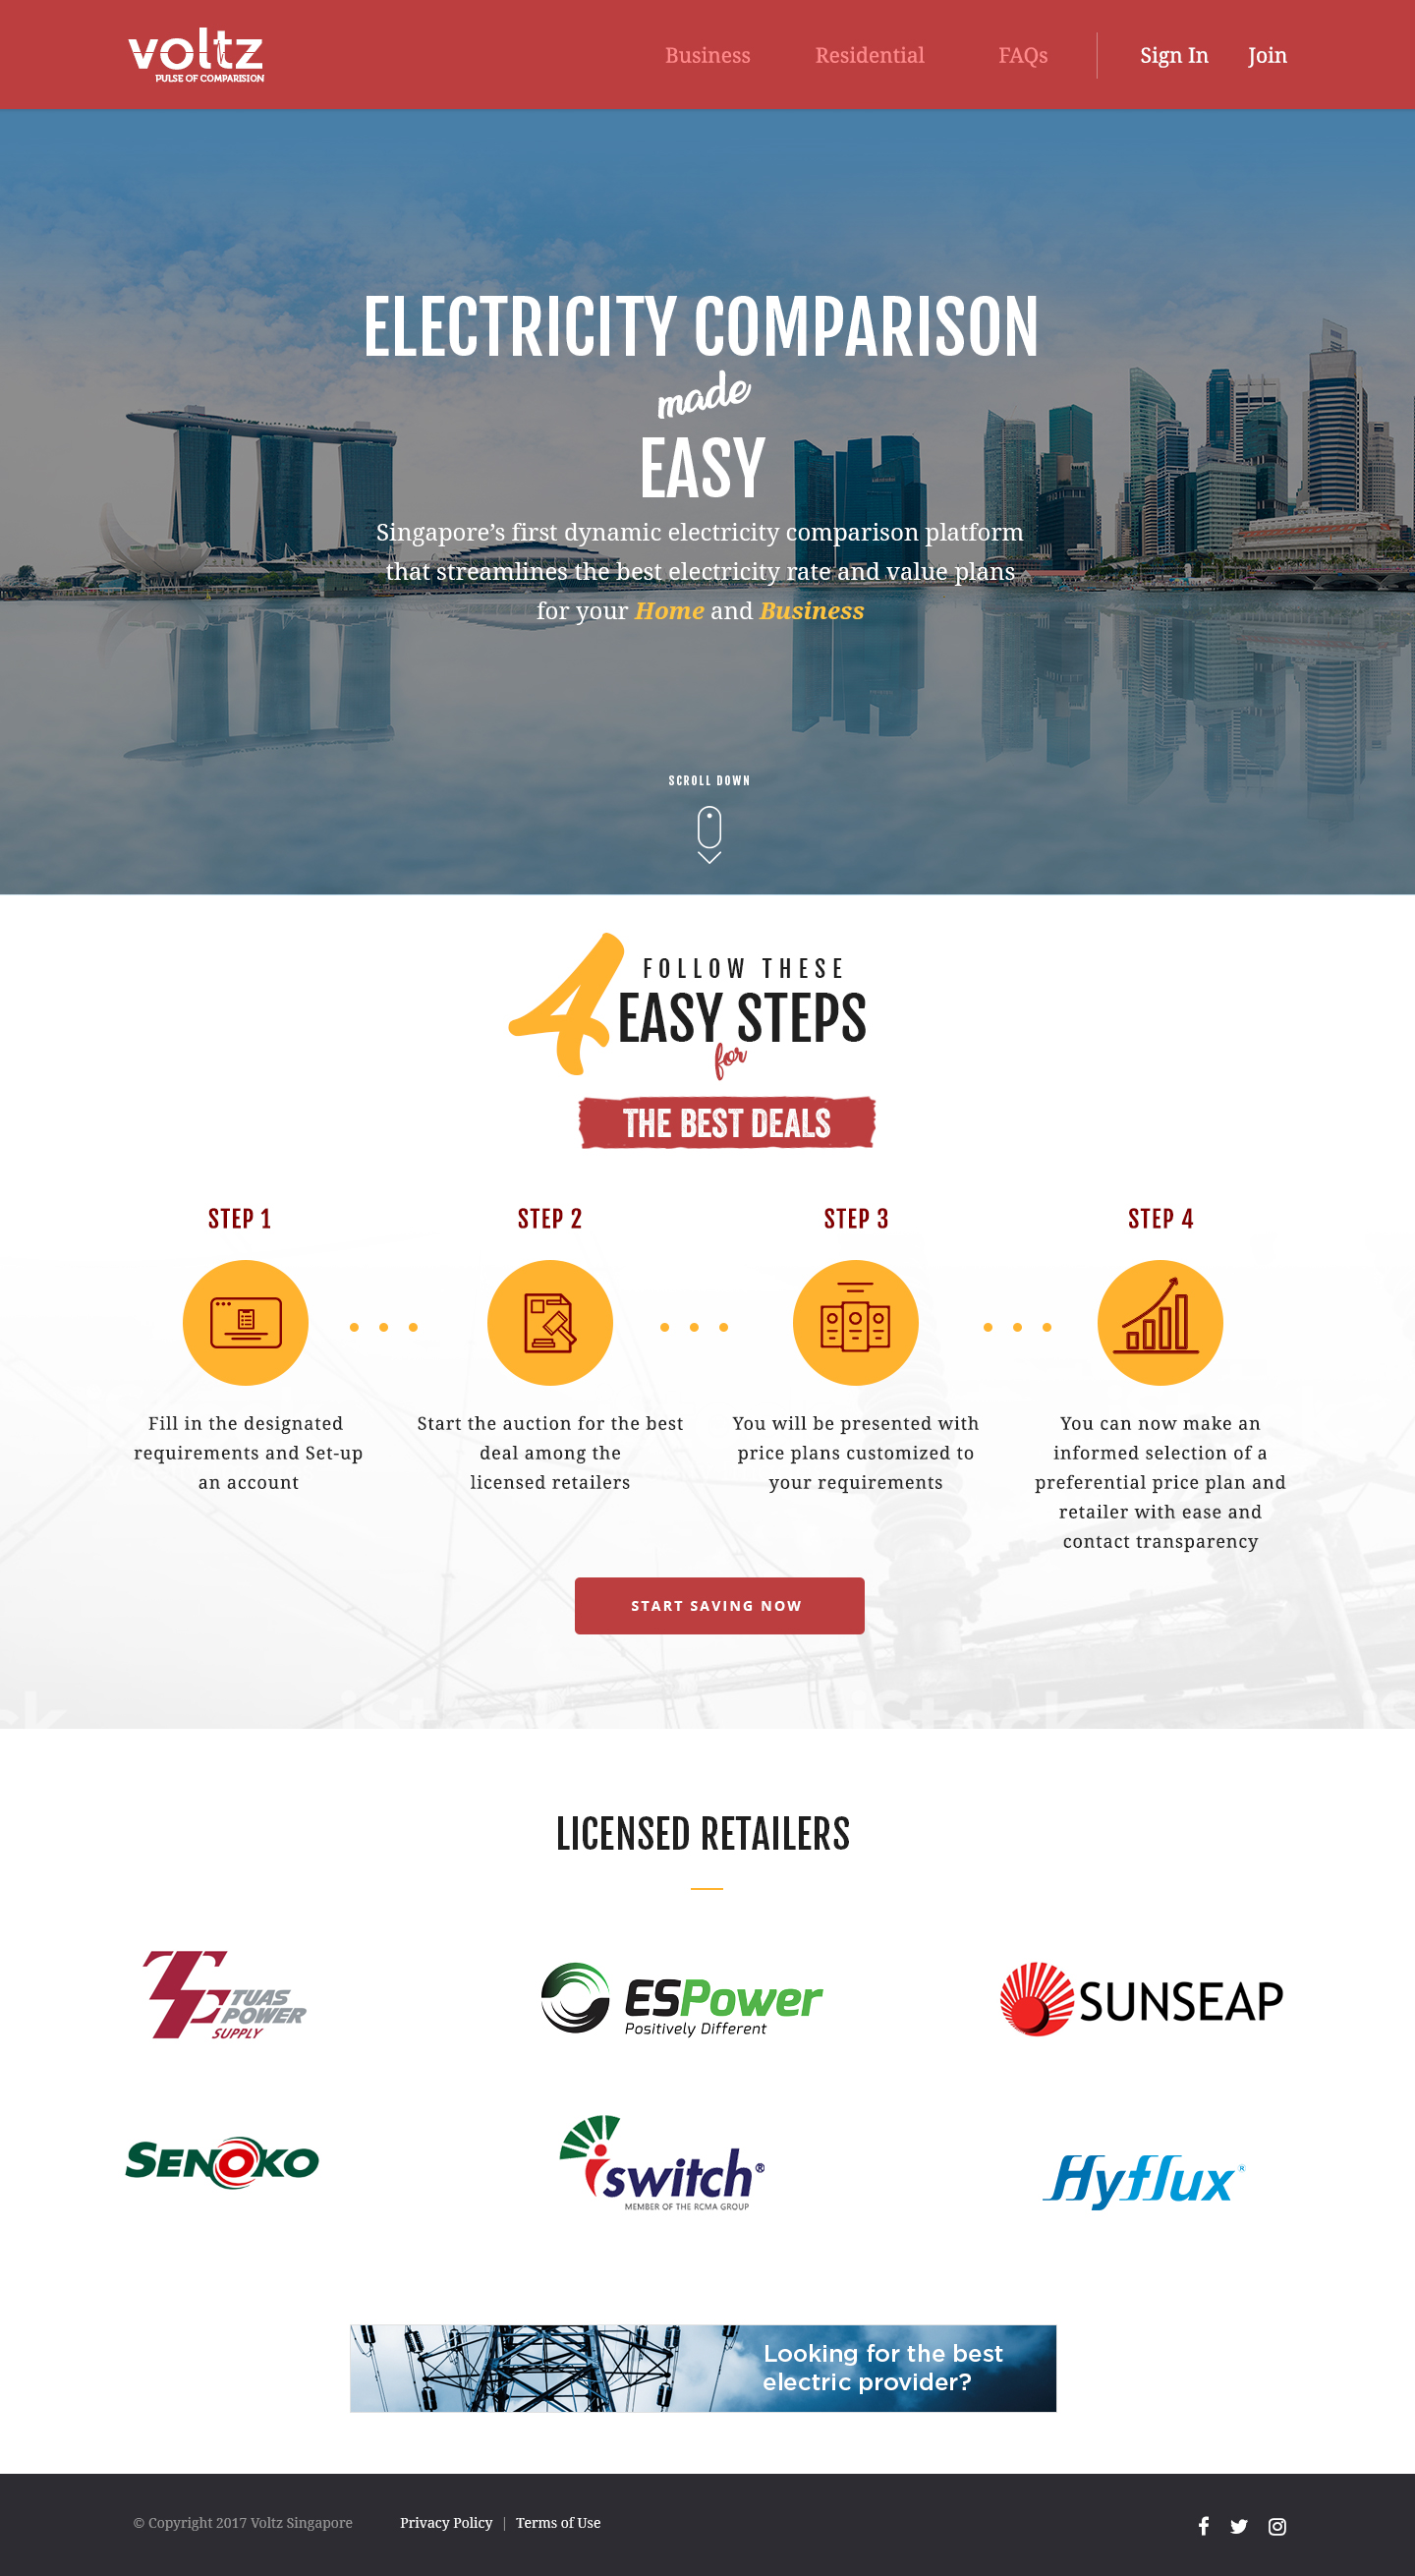 voltz
PULSE OF COMPARISION
Business
Residential
FAQs
Sign In
Join
ELECTRICITY COMPARISON
made
EASY
Singapore’s first dynamic electricity comparison platform
that streamlines the best electricity rate and value plans
for your Home and Business
SCROLL DOWN
4
FOLLOW THESE
EASY STEPS
for
THE BEST DEALS
STEP 1
STEP 2
STEP 3
STEP 4
Fill in the designated
requirements and Set-up
an account
Start the auction for the best
deal among the
licensed retailers
You will be presented with
price plans customized to
your requirements
You can now make an
informed selection of a
preferential price plan and
retailer with ease and
contact transparency
START SAVING NOW
iStock
iStock
LICENSED RETAILERS
TUAS
POWER
SUPPLY
ESPower
Positively Different
SUNSEAP
SENOKO
iswitch®
MEMBER OF THE RCMA GROUP
Hyflux®
Looking for the best
electric provider?
© Copyright 2017 Voltz Singapore
Privacy Policy | Terms of Use